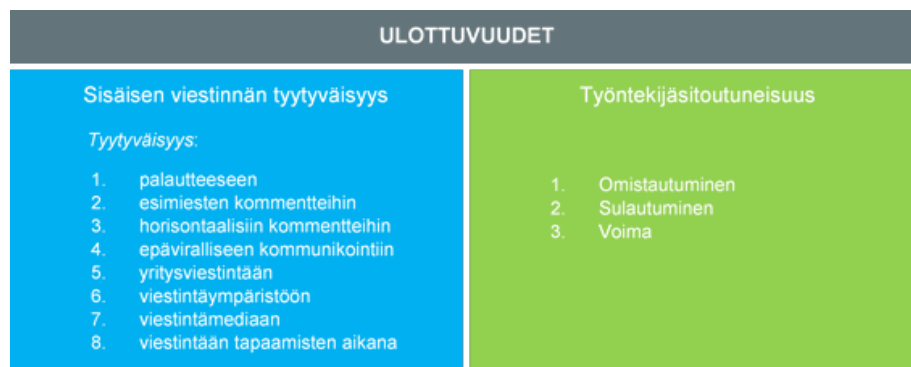 ULOTTUVUUDET
Sisäisen viestinnän tyytyväisyys
Tyytyväisyys:
1. palautteeseen
2. esimiesten kommentteihin
3. horisontaalisiin kommentteihin
4. epäviralliseen kommunikointiin
5. yritysviestintään
6. viestintäympäristöön
7. viestintämediaan
8. viestintään tapaamisten aikana
Työntekijäsitoutuneisuus
1. Omistautuminen
2. Sulautuminen
3. Voima